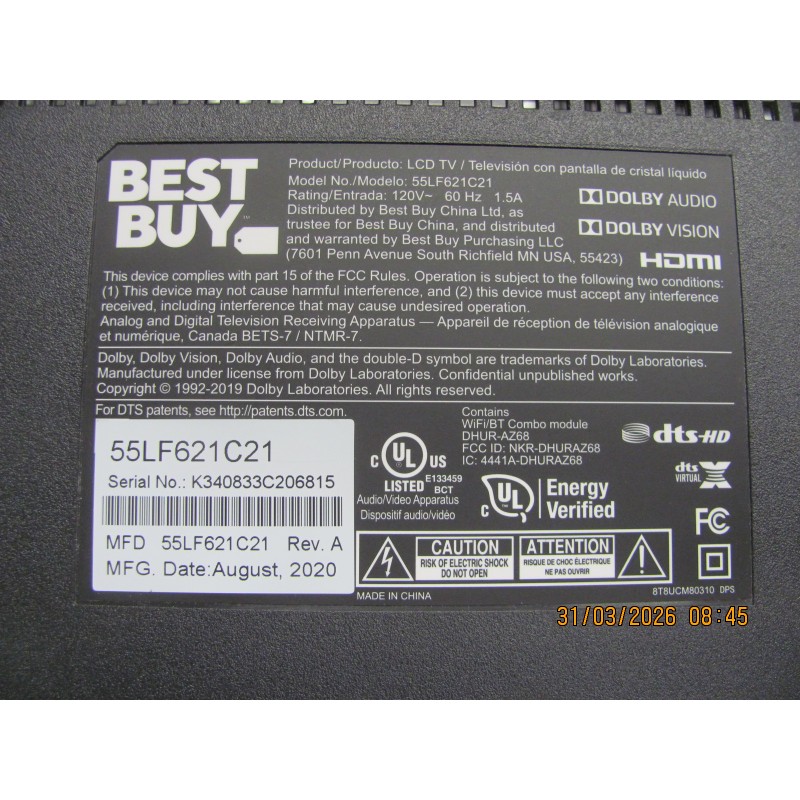 BEST
BUY
Product/Producto: LCD TV / Televisión con pantalla de cristal líquido
Model No./Modelo: 55LF621C21
Rating/Entrada: 120V~ 60 Hz 1.5A
Distributed by Best Buy China Ltd, as
trustee for Best Buy China, and distributed
and warranted by Best Buy Purchasing LLC
(7601 Penn Avenue South Richfield MN USA, 55423)
DOLBY AUDIO
DOLBY VISION
HDMI
This device complies with part 15 of the FCC Rules. Operation is subject to the following two conditions:
(1) This device may not cause harmful interference, and (2) this device must accept any interference
received, including interference that may cause undesired operation.
Analog and Digital Television Receiving Apparatus — Appareil de réception de télévision analogique
et numérique, Canada BETS-7 / NTMR-7.
Dolby, Dolby Vision, Dolby Audio, and the double-D symbol are trademarks of Dolby Laboratories.
Manufactured under license from Dolby Laboratories. Confidential unpublished works.
Copyright © 1992-2019 Dolby Laboratories. All rights reserved.
For DTS patents, see http://patents.dts.com.
55LF621C21
Serial No.: K340833C206815
MFD 55LF621C21 Rev. A
MFG. Date:August, 2020
C UL US
LISTED E133459
BCT
Audio/Video Apparatus
Dispositif audio/vidéo
Contains
WiFi/BT Combo module
DHUR-AZ68
FCC ID: NKR-DHURAZ68
IC: 4441A-DHURAZ68
C UL
Energy
Verified
dts-HD
dts X
VIRTUAL
FC
CAUTION
RISK OF ELECTRIC SHOCK
DO NOT OPEN
ATTENTION
RISQUE DE CHOC ÉLECTRIQUE
NE PAS OUVRIR
MADE IN CHINA
8T8UCM80310 DPS
31/03/2026 08:45